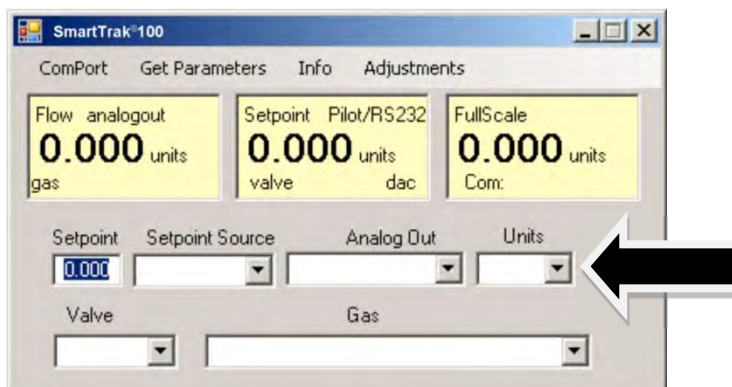 SmartTrak®100
ComPort Get Parameters Info Adjustments
Flow analogout
0.000 units
gas
Setpoint Pilot/RS232
0.000 units
valve dac
FullScale
0.000 units
Com:
Setpoint Setpoint Source Analog Out Units
0.000
Valve Gas